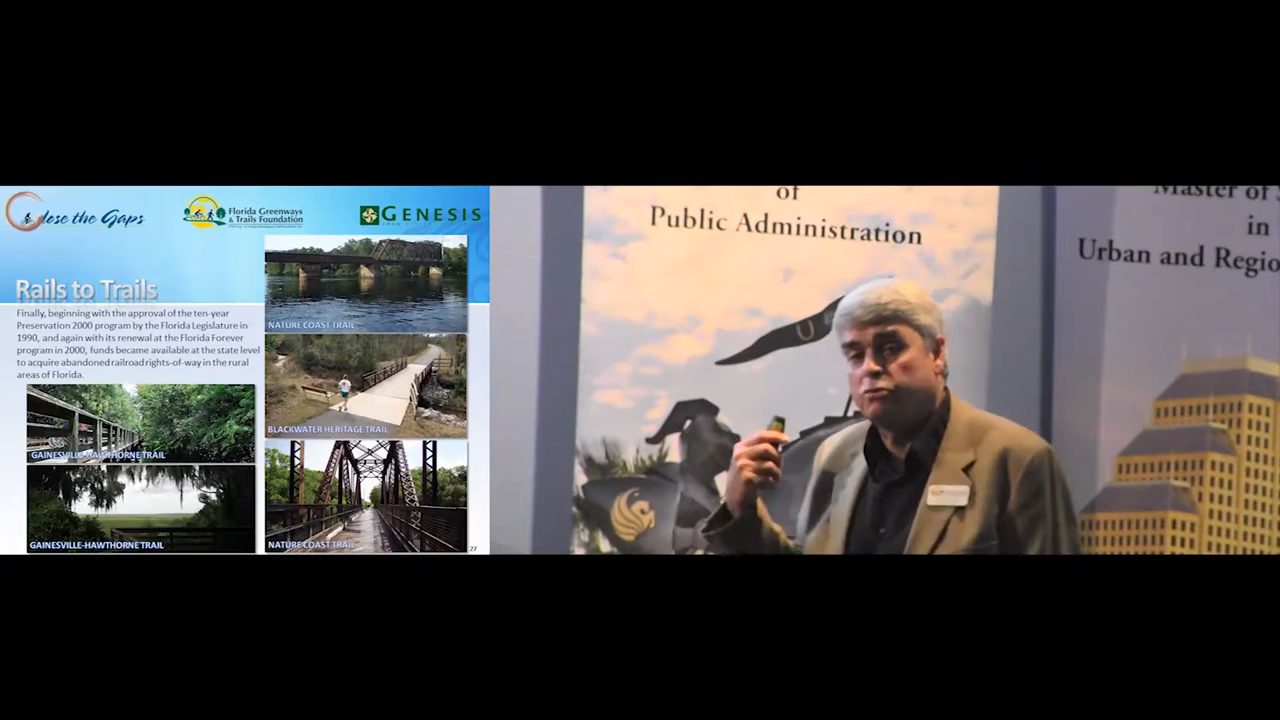 Close the Gaps
Florida Greenways
& Trails Foundation
GENESIS
Rails to Trails
Finally, beginning with the approval of the ten-year
Preservation 2000 program by the Florida Legislature in
1990, and again with its renewal at the Florida Forever
program in 2000, funds became available at the state level
to acquire abandoned railroad rights-of-way in the rural
areas of Florida.
NATURE COAST TRAIL
BLACKWATER HERITAGE TRAIL
GAINESVILLE-HAWTHORNE TRAIL
GAINESVILLE-HAWTHORNE TRAIL
NATURE COAST TRAIL
27
of
Public Administration
Master of
in
Urban and Regio